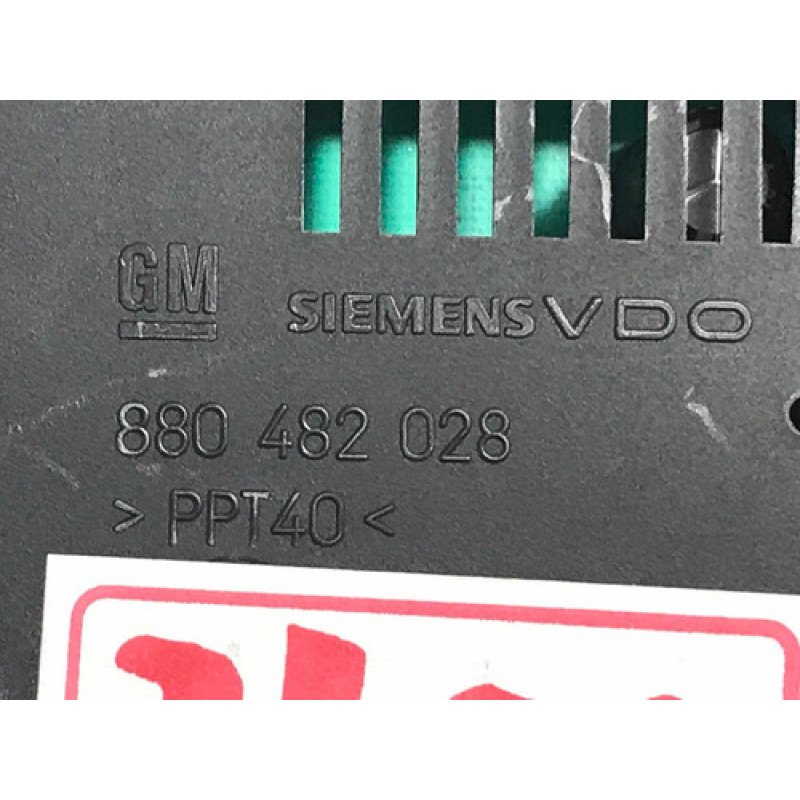 GM
SIEMENS VDO
880 482 028
> PPT40 <